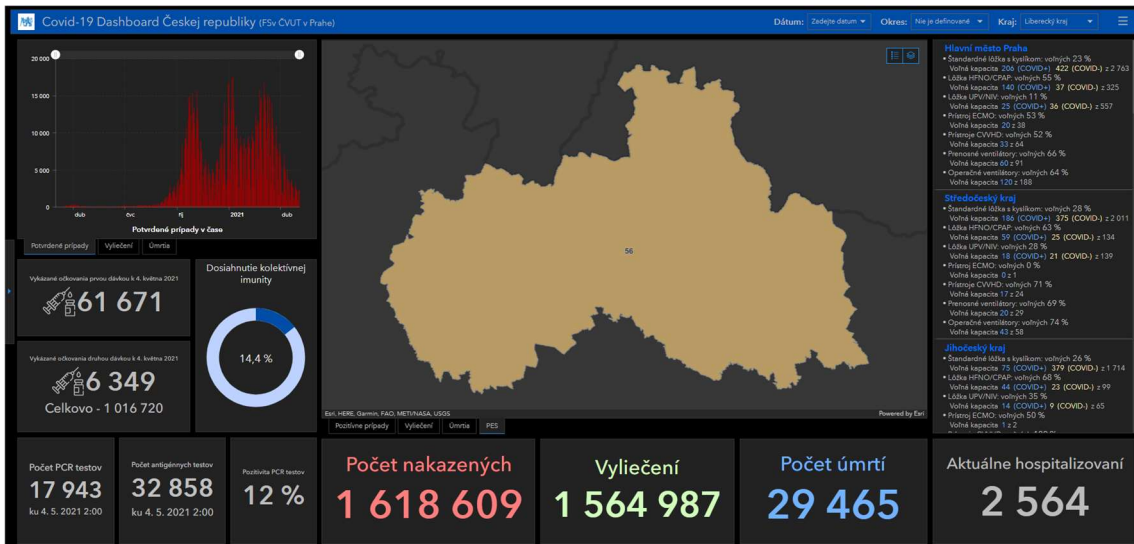 Covid-19 Dashboard Českej republiky (FSv ČVUT v Prahe)
Dátum: Zadejte datum Okres: Nie je definované Kraj: Liberecký kraj
20 000
15 000
10 000
5 000
0
dub čvc říj 2021 dub
Potvrdené prípady v čase
Potvrdené prípady Vyliečení Úmrtia
Vykázané očkovania prvou dávkou k 4. května 2021
61 671
Vykázané očkovania druhou dávkou k 4. května 2021
6 349
Celkovo - 1 016 720
Dosiahnutie kolektívnej
imunity
14,4 %
56
Esri, HERE, Garmin, FAO, METI/NASA, USGS
Powered by Esri
Pozitívne prípady Vyliečení Úmrtia PES
Hlavní město Praha
• Štandardné lôžka s kyslíkom: voľných 23 %
Voľná kapacita 206 (COVID+) 422 (COVID-) z 2 763
• Lôžka HFNO/CPAP: voľných 55 %
Voľná kapacita 140 (COVID+) 37 (COVID-) z 325
• Lôžka UPV/NIV: voľných 11 %
Voľná kapacita 25 (COVID+) 36 (COVID-) z 557
• Prístroj ECMO: voľných 53 %
Voľná kapacita 20 z 38
• Prístroje CVVHD: voľných 52 %
Voľná kapacita 33 z 64
• Prenosné ventilátory: voľných 66 %
Voľná kapacita 60 z 91
• Operačné ventilátory: voľných 64 %
Voľná kapacita 120 z 188
Středočeský kraj
• Štandardné lôžka s kyslíkom: voľných 28 %
Voľná kapacita 186 (COVID+) 375 (COVID-) z 2 011
• Lôžka HFNO/CPAP: voľných 63 %
Voľná kapacita 59 (COVID+) 25 (COVID-) z 134
• Lôžka UPV/NIV: voľných 28 %
Voľná kapacita 18 (COVID+) 21 (COVID-) z 139
• Prístroj ECMO: voľných 0 %
Voľná kapacita 0 z 1
• Prístroje CVVHD: voľných 71 %
Voľná kapacita 17 z 24
• Prenosné ventilátory: voľných 69 %
Voľná kapacita 20 z 29
• Operačné ventilátory: voľných 74 %
Voľná kapacita 43 z 58
Jihočeský kraj
• Štandardné lôžka s kyslíkom: voľných 26 %
Voľná kapacita 75 (COVID+) 379 (COVID-) z 1 714
• Lôžka HFNO/CPAP: voľných 68 %
Voľná kapacita 44 (COVID+) 23 (COVID-) z 99
• Lôžka UPV/NIV: voľných 35 %
Voľná kapacita 14 (COVID+) 9 (COVID-) z 65
• Prístroj ECMO: voľných 50 %
Voľná kapacita 1 z 2
Počet PCR testov
17 943
ku 4. 5. 2021 2:00
Počet antigénnych testov
32 858
ku 4. 5. 2021 2:00
Pozitivita PCR testov
12 %
Počet nakazených
1 618 609
Vyliečení
1 564 987
Počet úmrtí
29 465
Aktuálne hospitalizovaní
2 564